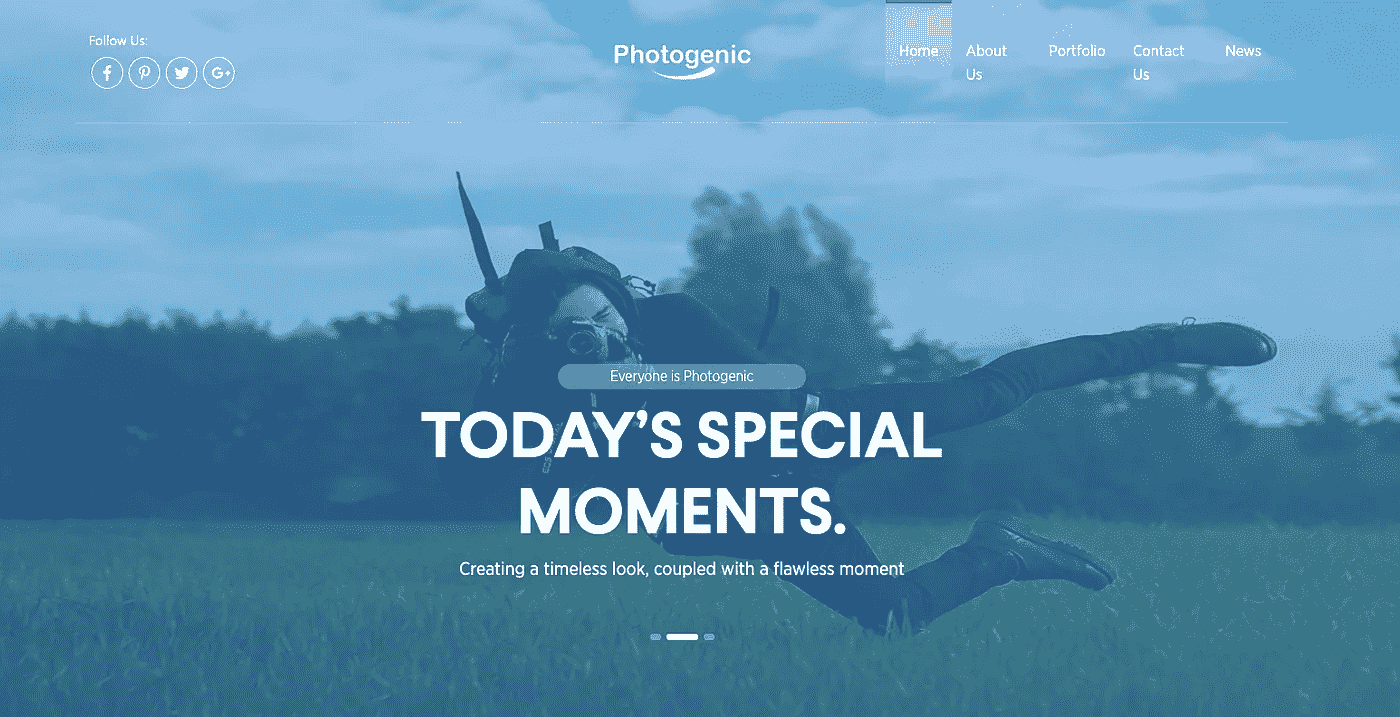 Follow Us:
Photogenic
Home
About
Us
Portfolio
Contact
Us
News
Everyone is Photogenic
TODAY’S SPECIAL
MOMENTS.
Creating a timeless look, coupled with a flawless moment